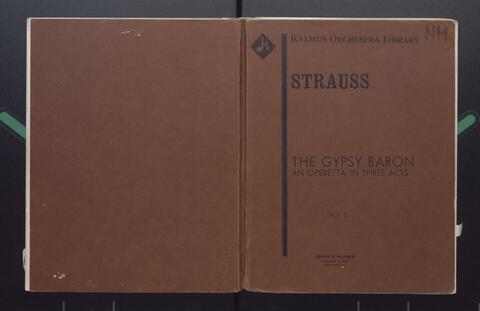 KALMUS ORCHESTRA LIBRARY
NH
STRAUSS
THE GYPSY BARON
AN OPERETTA IN THREE ACTS